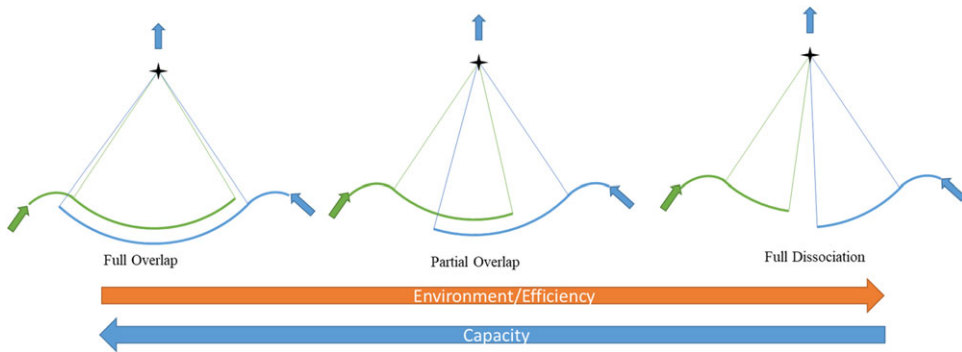 Full Overlap
Partial Overlap
Full Dissociation
Environment/Efficiency
Capacity